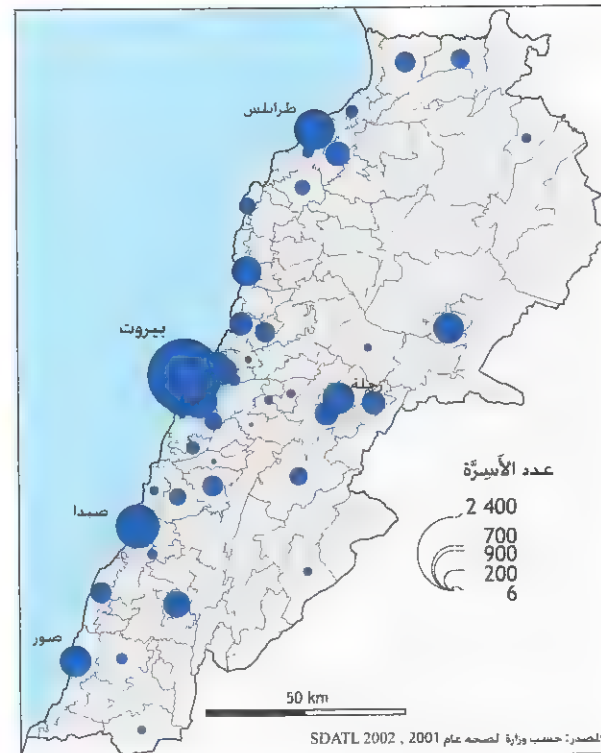 طرابلس
بيروت
زحلة
صيدا
صور
عدد الأَسِرَّة
2 400
700
900
200
6
50 km
المصدر: حسب وزارة الصحة عام 2001 , SDATL 2002